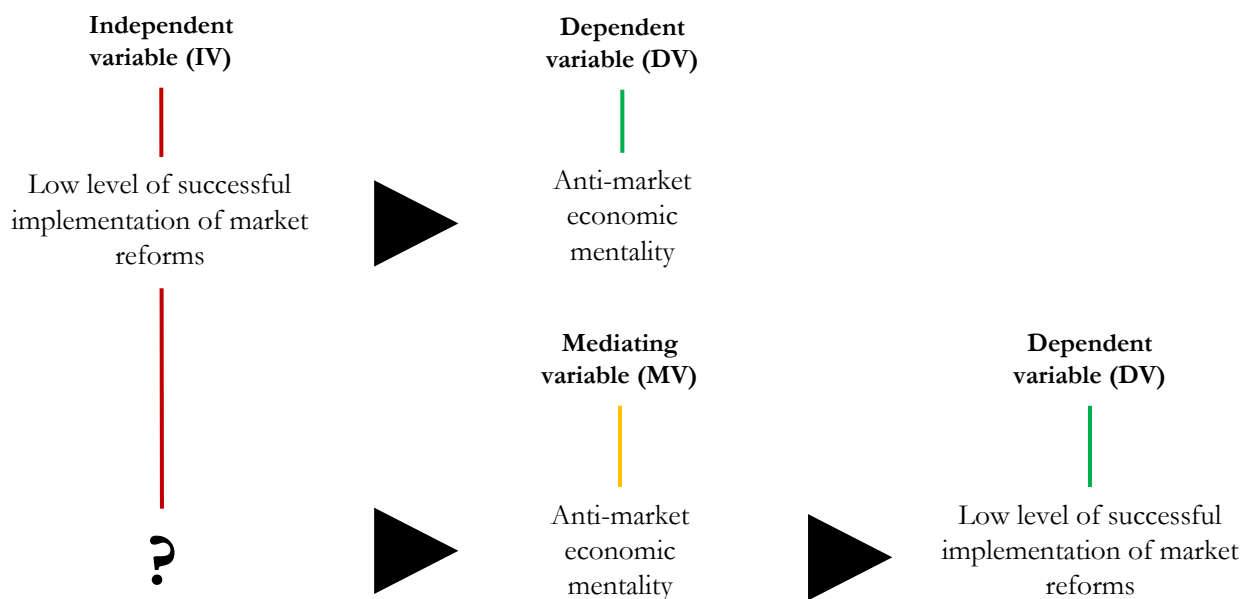 Independent
variable (IV)
Dependent
variable (DV)
Low level of successful
implementation of market
reforms
Anti-market
economic
mentality
Mediating
variable (MV)
Dependent
variable (DV)
?
Anti-market
economic
mentality
Low level of successful
implementation of market
reforms